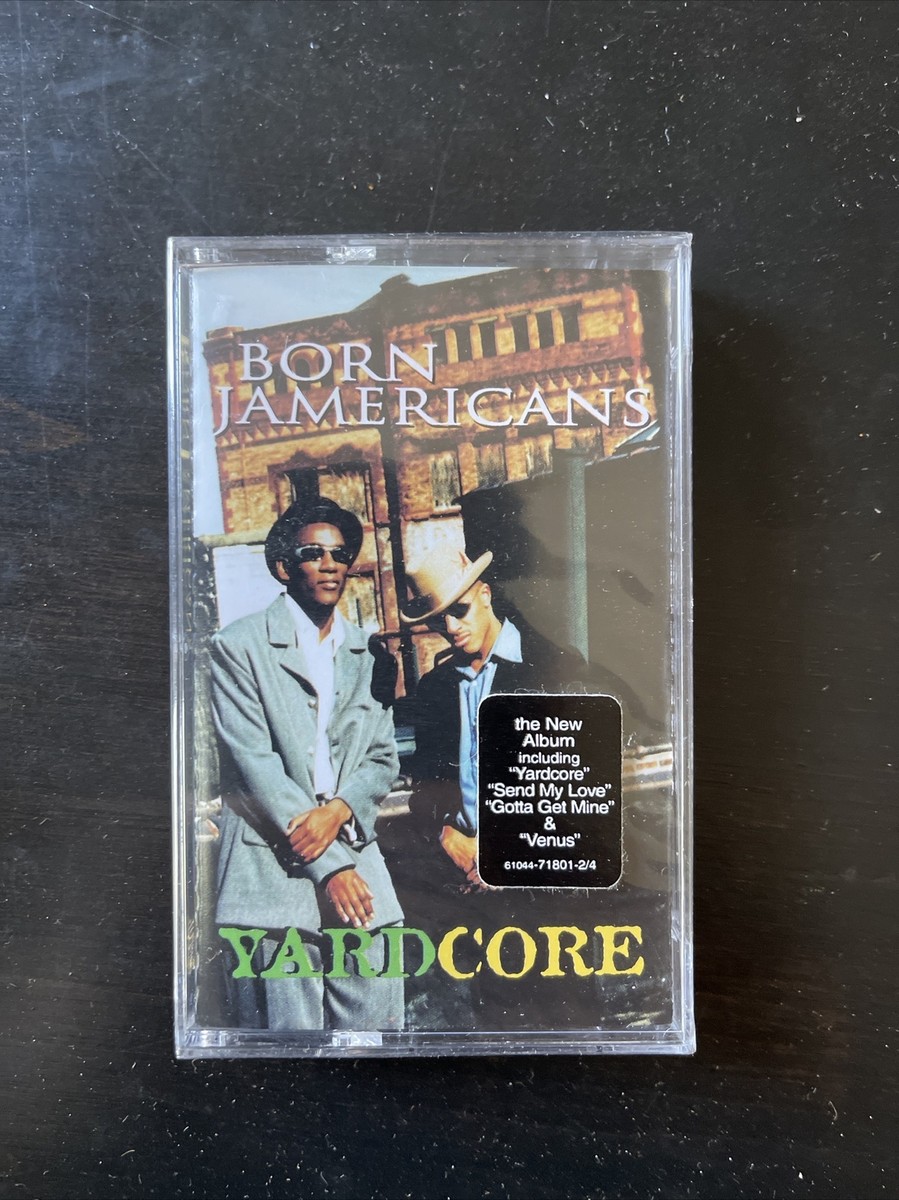 BORN
JAMERICANS
the New
Album
including
"Yardcore"
"Send My Love"
"Gotta Get Mine"
&
"Venus"
61044-71801-2/4
YARDCORE